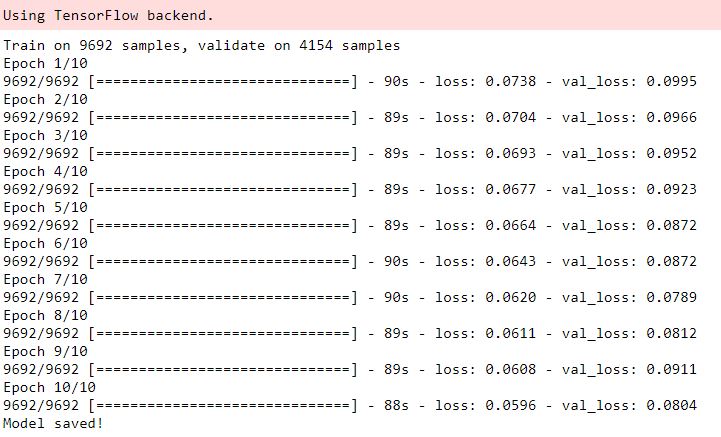 Using TensorFlow backend.
Train on 9692 samples, validate on 4154 samples
Epoch 1/10
9692/9692 [==============================] - 90s - loss: 0.0738 - val_loss: 0.0995
Epoch 2/10
9692/9692 [==============================] - 89s - loss: 0.0704 - val_loss: 0.0966
Epoch 3/10
9692/9692 [==============================] - 89s - loss: 0.0693 - val_loss: 0.0952
Epoch 4/10
9692/9692 [==============================] - 89s - loss: 0.0677 - val_loss: 0.0923
Epoch 5/10
9692/9692 [==============================] - 89s - loss: 0.0664 - val_loss: 0.0872
Epoch 6/10
9692/9692 [==============================] - 90s - loss: 0.0643 - val_loss: 0.0872
Epoch 7/10
9692/9692 [==============================] - 90s - loss: 0.0620 - val_loss: 0.0789
Epoch 8/10
9692/9692 [==============================] - 89s - loss: 0.0611 - val_loss: 0.0812
Epoch 9/10
9692/9692 [==============================] - 89s - loss: 0.0608 - val_loss: 0.0911
Epoch 10/10
9692/9692 [==============================] - 88s - loss: 0.0596 - val_loss: 0.0804
Model saved!